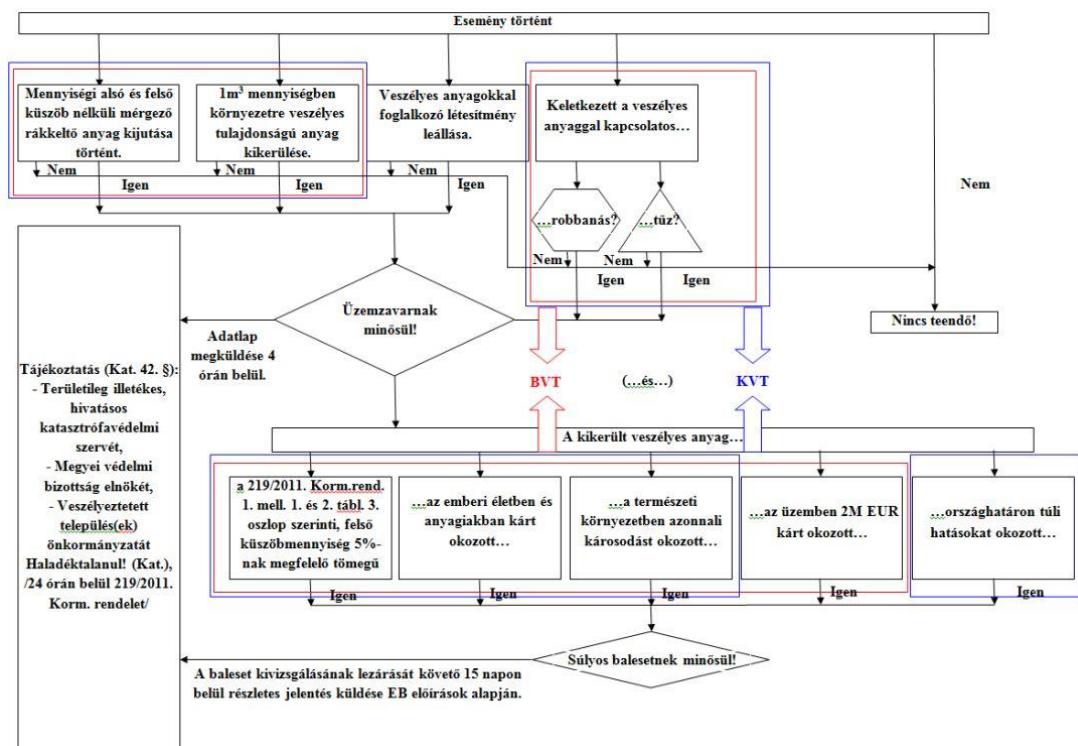 Esemény történt
Mennyiségi alsó és felső
küszöb nélküli mérgező
rákkeltő anyag kijutása
történt.
1m³ mennyiségben
környezetre veszélyes
tulajdonságú anyag
kikerülése.
Veszélyes anyagokkal
foglalkozó létesítmény
leállása.
Keletkezett a veszélyes
anyaggal kapcsolatos…
Nem
Igen
Nem
Igen
Nem
Igen
Nem
…robbanás?
…tűz?
Nem
Igen
Nem
Igen
Nincs teendő!
Üzemzavarnak
minősül!
Adatlap
megküldése 4
órán belül.
Tájékoztatás (Kat. 42. §):
- Területileg illetékes,
hivatásos
katasztrófavédelmi
szervét,
- Megyei védelmi
bizottság elnökét,
- Veszélyeztetett
település(ek)
önkormányzatát
Haladéktalanul! (Kat.),
/24 órán belül 219/2011.
Korm. rendelet/
BVT
(…és…)
KVT
A kikerült veszélyes anyag…
a 219/2011. Korm.rend.
1. mell. 1. és 2. tábl. 3.
oszlop szerinti, felső
küszöbmennyiség 5%-
nak megfelelő tömegű
…az emberi életben és
anyagiakban kárt
okozott…
…a természeti
környezetben azonnali
károsodást okozott…
…az üzemben 2M EUR
kárt okozott…
…országhatáron túli
hatásokat okozott…
Igen
Igen
Igen
Igen
Igen
Súlyos balesetnek minősül!
A baleset kivizsgálásának lezárását követő 15 napon
belül részletes jelentés küldése EB előírások alapján.